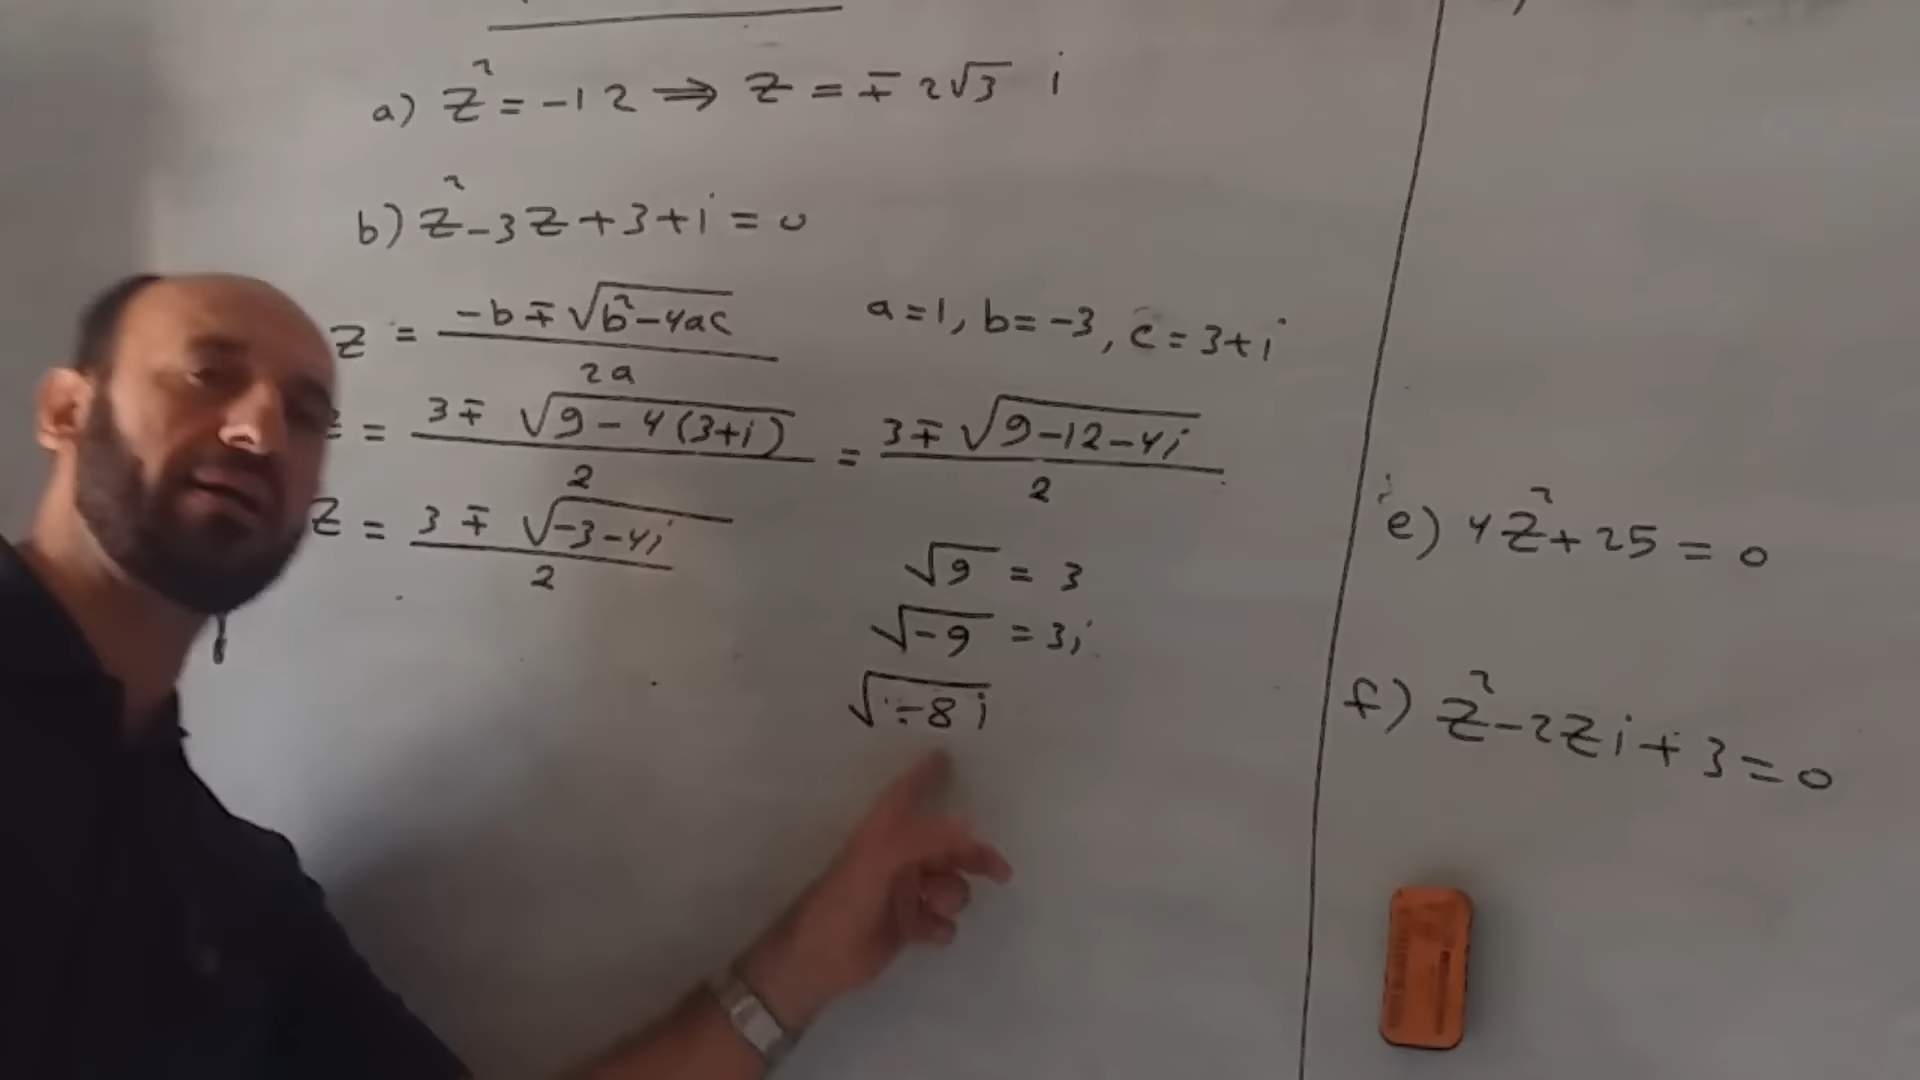 a) z² = -12 ⇒ z = ∓ 2√3 i
b) z² - 3z + 3 + i = 0
z = (-b ∓ √(b² - 4ac)) / 2a
a = 1, b = -3, c = 3 + i
= (3 ∓ √(9 - 4(3+i))) / 2 = (3 ∓ √(9 - 12 - 4i)) / 2
z = (3 ∓ √(-3 - 4i)) / 2
√9 = 3
√-9 = 3i
√-8i
e) 4z² + 25 = 0
f) z² - 2zi + 3 = 0